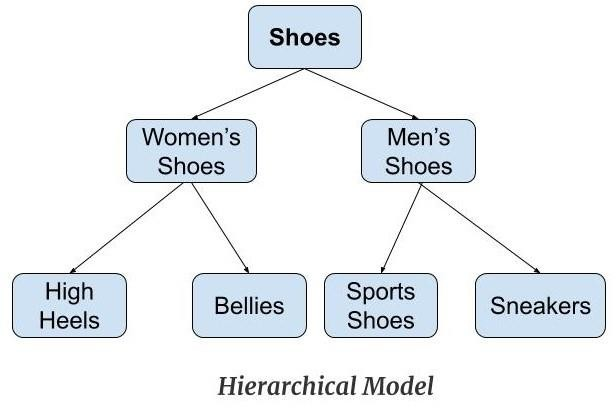 Shoes
Women’s
Shoes
Men’s
Shoes
High
Heels
Bellies
Sports
Shoes
Sneakers
Hierarchical Model